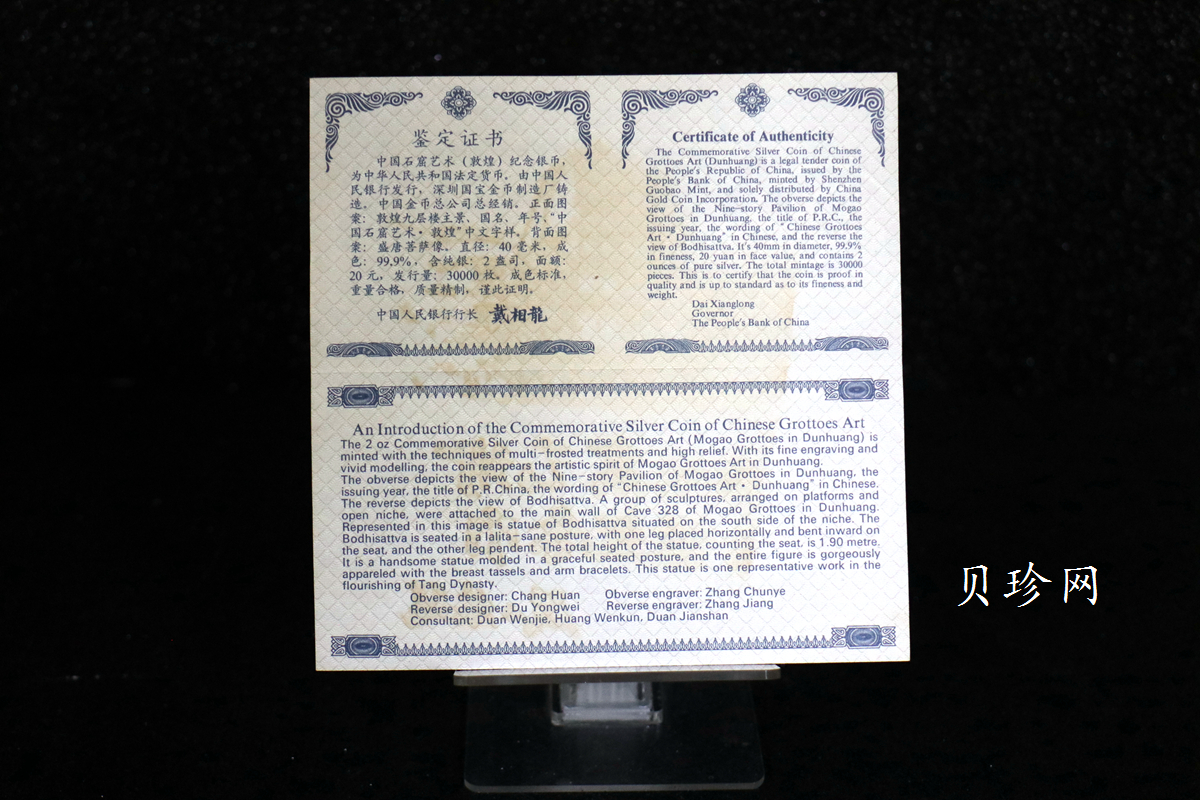 鉴定证书
中国石窟艺术（敦煌）纪念银币，
为中华人民共和国法定货币。由中国人
民银行发行，深圳国宝金币制造厂铸
造。中国金币总公司总经销。正面图
案：敦煌九层楼主景、国名、年号、“中
国石窟艺术·敦煌”中文字样。背面图
案：盛唐菩萨像。直径：40毫米，成
色：99.9%，含纯银：2盎司，面额：
20元，发行量：30000枚。成色标准，
重量合格，质量精制，谨此证明。
中国人民银行行长 戴相龍
Certificate of Authenticity
The Commemorative Silver Coin of Chinese
Grottoes Art (Dunhuang) is a legal tender coin of
the People's Republic of China, issued by the
People's Bank of China, minted by Shenzhen
Guobao Mint, and solely distributed by China
Gold Coin Incorporation. The obverse depicts the
view of the Nine-story Pavilion of Mogao
Grottoes in Dunhuang, the title of P.R.C., the
issuing year, the wording of "Chinese Grottoes
Art · Dunhuang" in Chinese, and the reverse the
view of Bodhisattva. It's 40mm in diameter, 99.9%
in fineness, 20 yuan in face value, and contains 2
ounces of pure silver. The total mintage is 30000
pieces. This is to certify that the coin is proof in
quality and is up to standard as to its fineness and
weight.
Dai Xianglong
Governor
The People's Bank of China
An Introduction of the Commemorative Silver Coin of Chinese Grottoes Art
The 2 oz Commemorative Silver Coin of Chinese Grottoes Art (Mogao Grottoes in Dunhuang) is
minted with the techniques of multi-frosted treatments and high relief. With its fine engraving and
vivid modelling, the coin reappears the artistic spirit of Mogao Grottoes Art in Dunhuang.
The obverse depicts the view of the Nine-story Pavilion of Mogao Grottoes in Dunhuang, the
issuing year, the title of P.R.China, the wording of "Chinese Grottoes Art · Dunhuang" in Chinese.
The reverse depicts the view of Bodhisattva. A group of sculptures, arranged on platforms and
open niche, were attached to the main wall of Cave 328 of Mogao Grottoes in Dunhuang.
Represented in this image is statue of Bodhisattva situated on the south side of the niche. The
Bodhisattva is seated in a lalita-sane posture, with one leg placed horizontally and bent inward on
the seat, and the other leg pendent. The total height of the statue, counting the seat, is 1.90 metre.
It is a handsome statue molded in a graceful seated posture, and the entire figure is gorgeously
appareled with the breast tassels and arm bracelets. This statue is one representative work in the
flourishing of Tang Dynasty.
Obverse designer: Chang Huan Obverse engraver: Zhang Chunye
Reverse designer: Du Yongwei Reverse engraver: Zhang Jiang
Consultant: Duan Wenjie, Huang Wenkun, Duan Jianshan
贝珍网